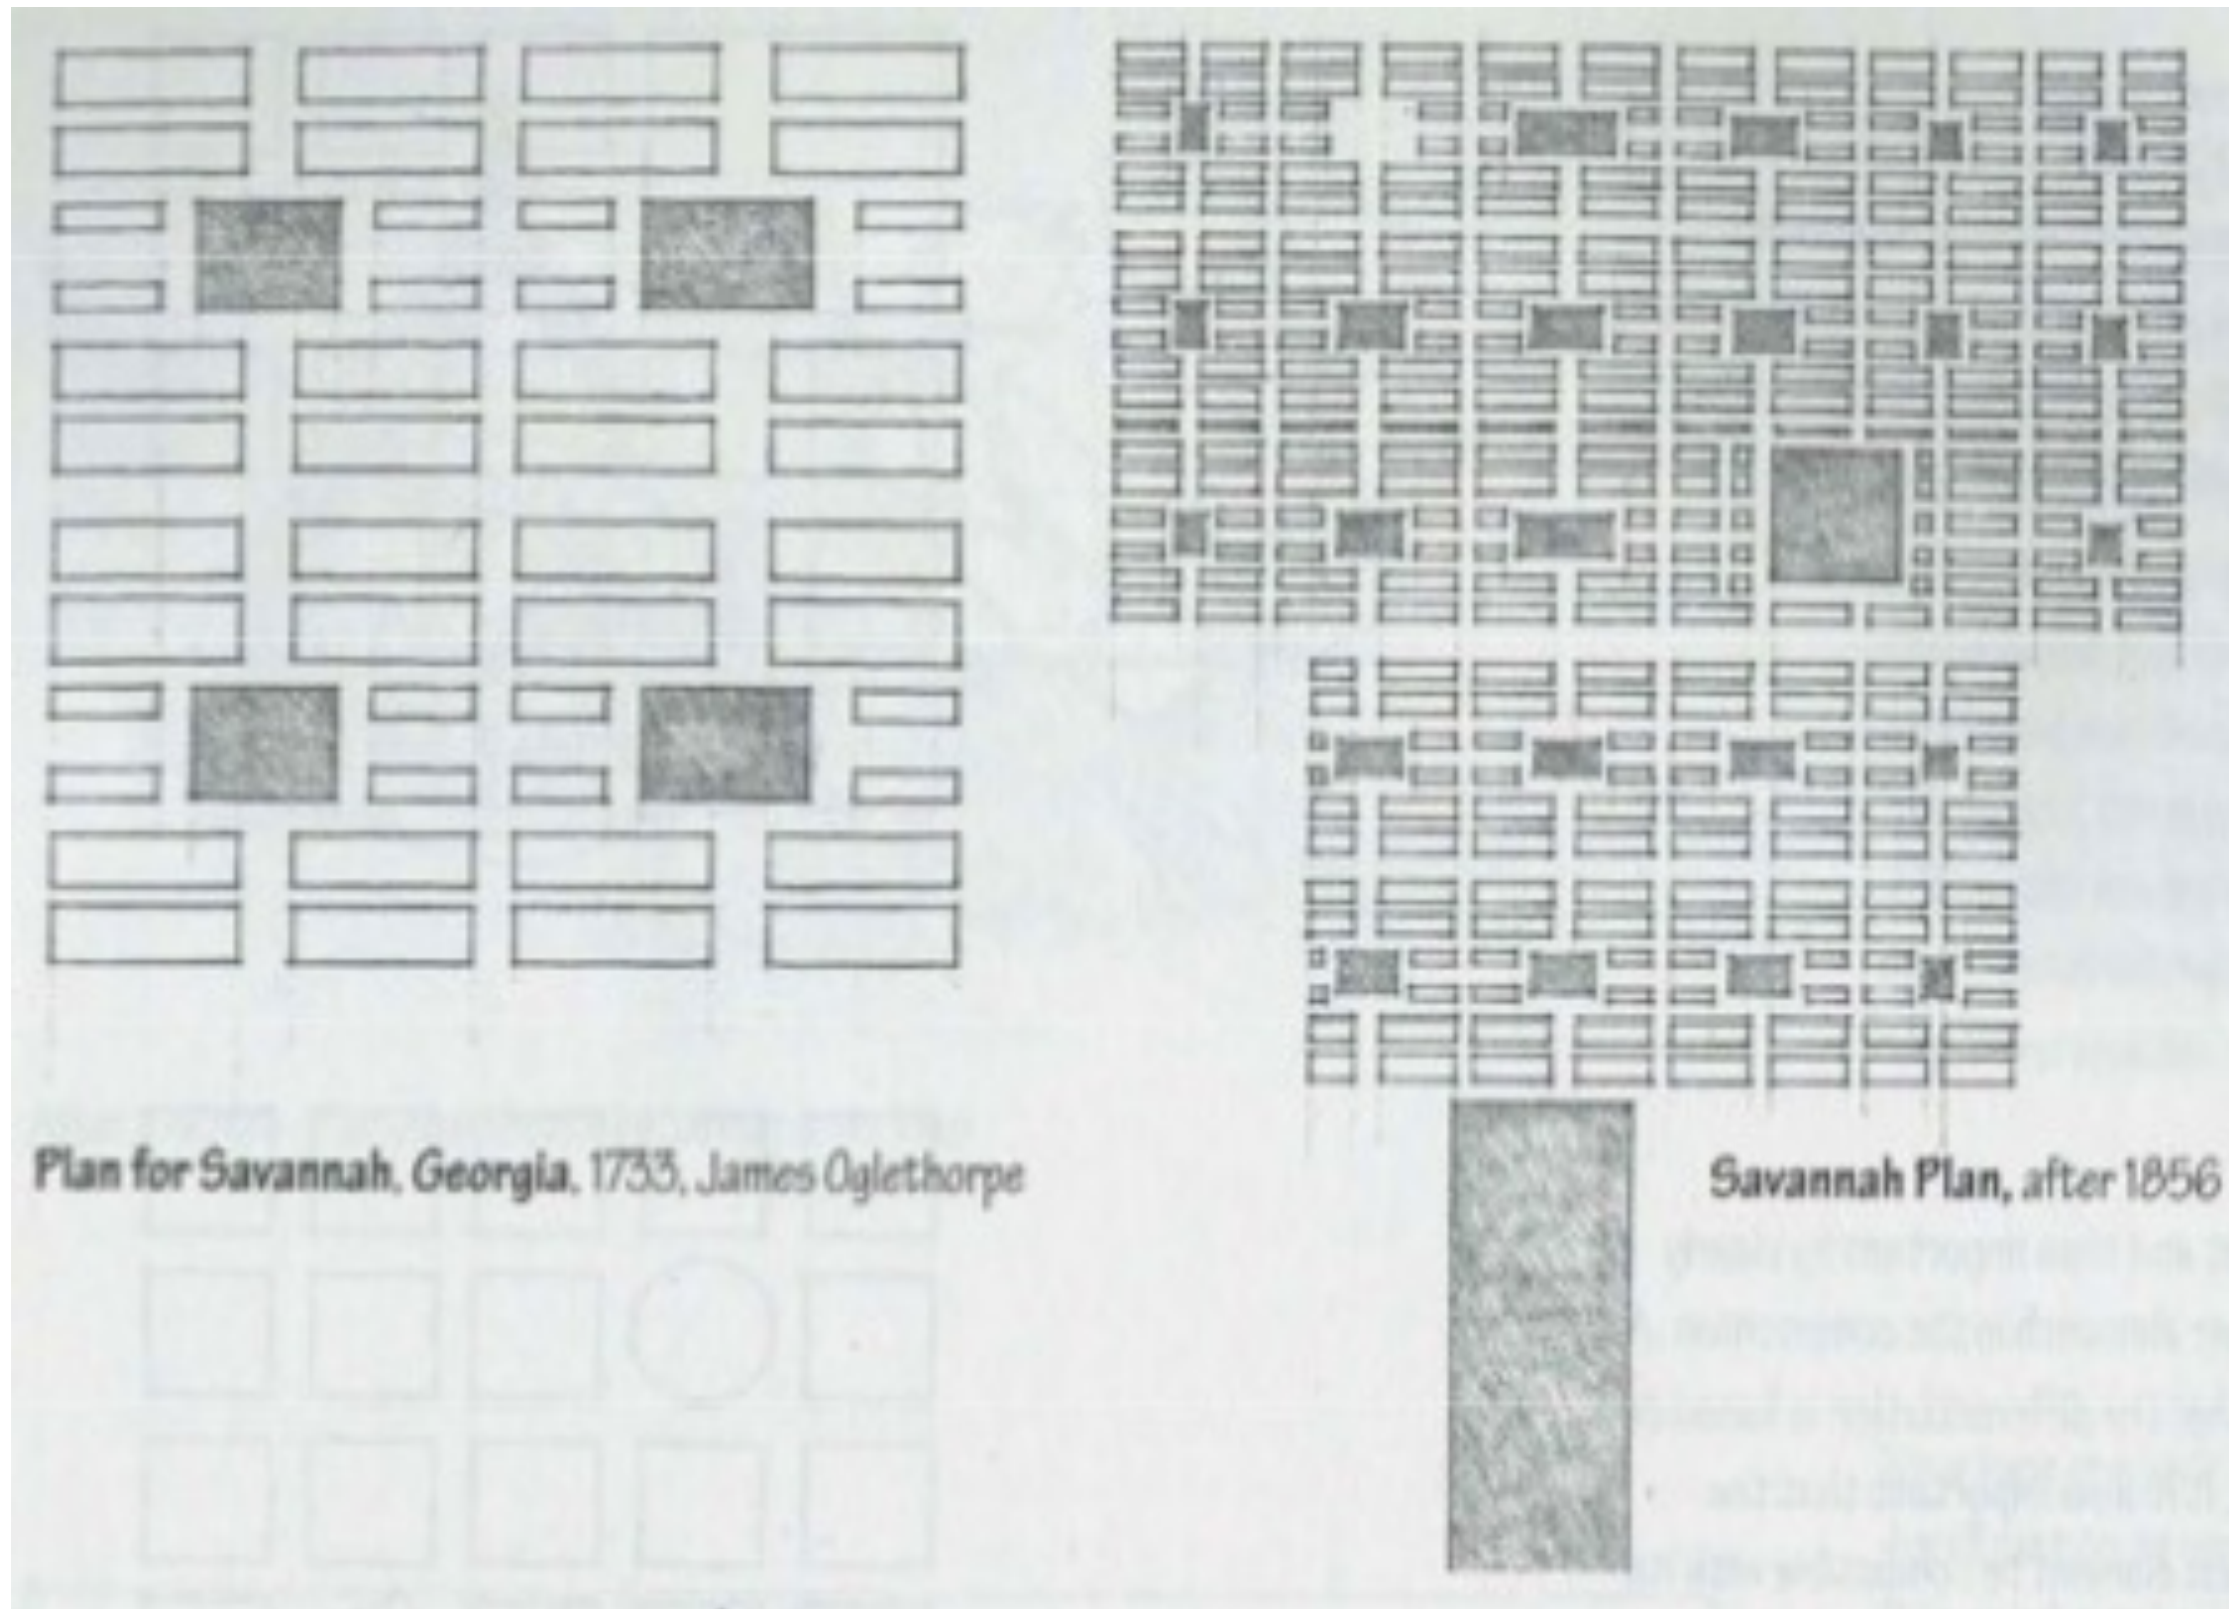 Plan for Savannah, Georgia, 1733, James Oglethorpe
Savannah Plan, after 1856